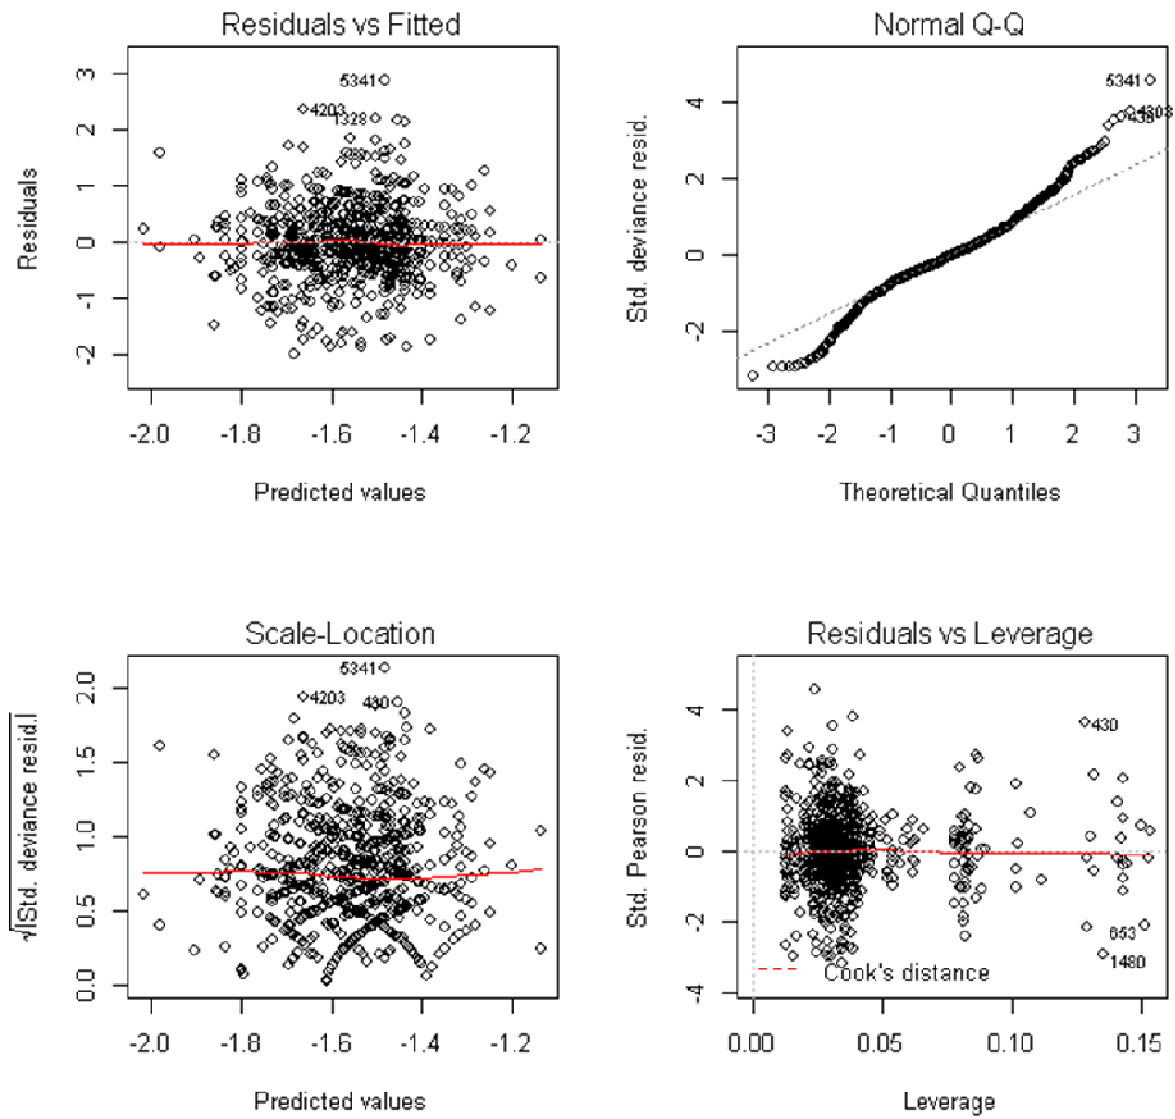 Residuals vs Fitted
Residuals
3
2
1
0
-1
-2
5341
4203
1328
-2.0 -1.8 -1.6 -1.4 -1.2
Predicted values
Normal Q-Q
Std. deviance resid.
4
2
0
-2
5341
-3 -2 -1 0 1 2 3
Theoretical Quantiles
Scale-Location
√|Std. deviance resid.|
2.0
1.5
1.0
0.5
0.0
5341
4203
430
-2.0 -1.8 -1.6 -1.4 -1.2
Predicted values
Residuals vs Leverage
Std. Pearson resid.
4
2
0
-2
-4
430
653
1480
Cook's distance
0.00 0.05 0.10 0.15
Leverage